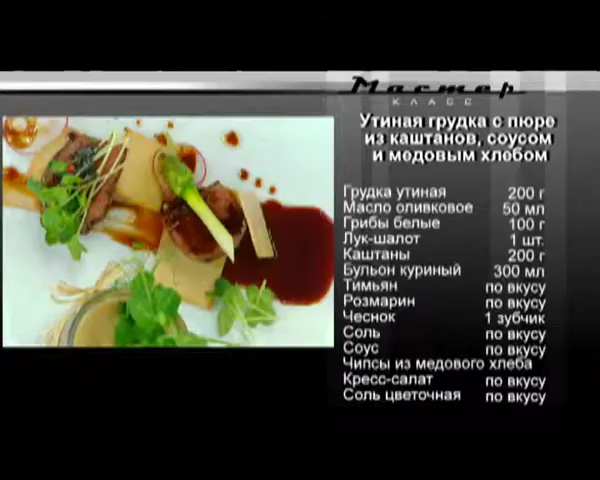 Мастер
КЛАСС
Утиная грудка с пюре
из каштанов, соусом
и медовым хлебом
Грудка утиная 200 г
Масло оливковое 50 мл
Грибы белые 100 г
Лук-шалот 1 шт.
Каштаны 200 г
Бульон куриный 300 мл
Тимьян по вкусу
Розмарин по вкусу
Чеснок 1 зубчик
Соль по вкусу
Соус по вкусу
Чипсы из медового хлеба
Кресс-салат по вкусу
Соль цветочная по вкусу